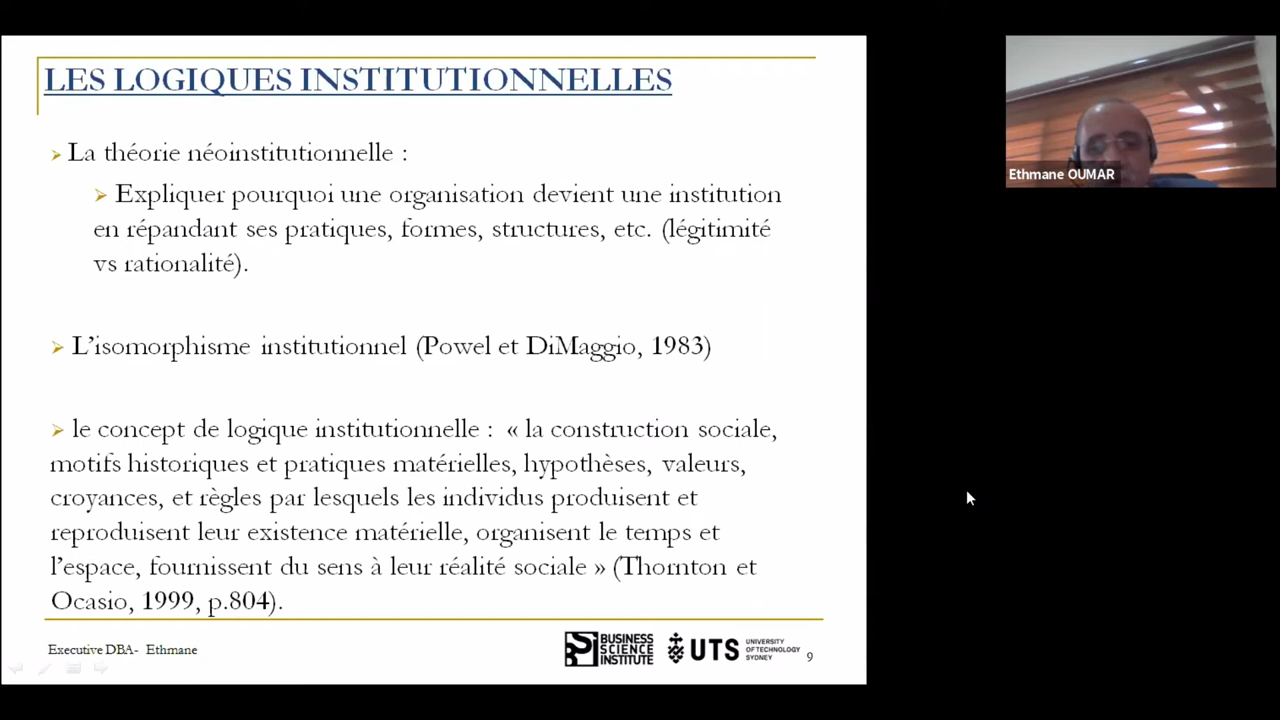 LES LOGIQUES INSTITUTIONNELLES
La théorie néoinstitutionnelle :
Expliquer pourquoi une organisation devient une institution
en répandant ses pratiques, formes, structures, etc. (légitimité
vs rationalité).
L’isomorphisme institutionnel (Powel et DiMaggio, 1983)
le concept de logique institutionnelle : « la construction sociale,
motifs historiques et pratiques matérielles, hypothèses, valeurs,
croyances, et règles par lesquels les individus produisent et
reproduisent leur existence matérielle, organisent le temps et
l’espace, fournissent du sens à leur réalité sociale » (Thornton et
Ocasio, 1999, p.804).
Executive DBA- Ethmane
BUSINESS
SCIENCE
INSTITUTE
UTS
UNIVERSITY
OF TECHNOLOGY
SYDNEY
9
Ethmane OUMAR